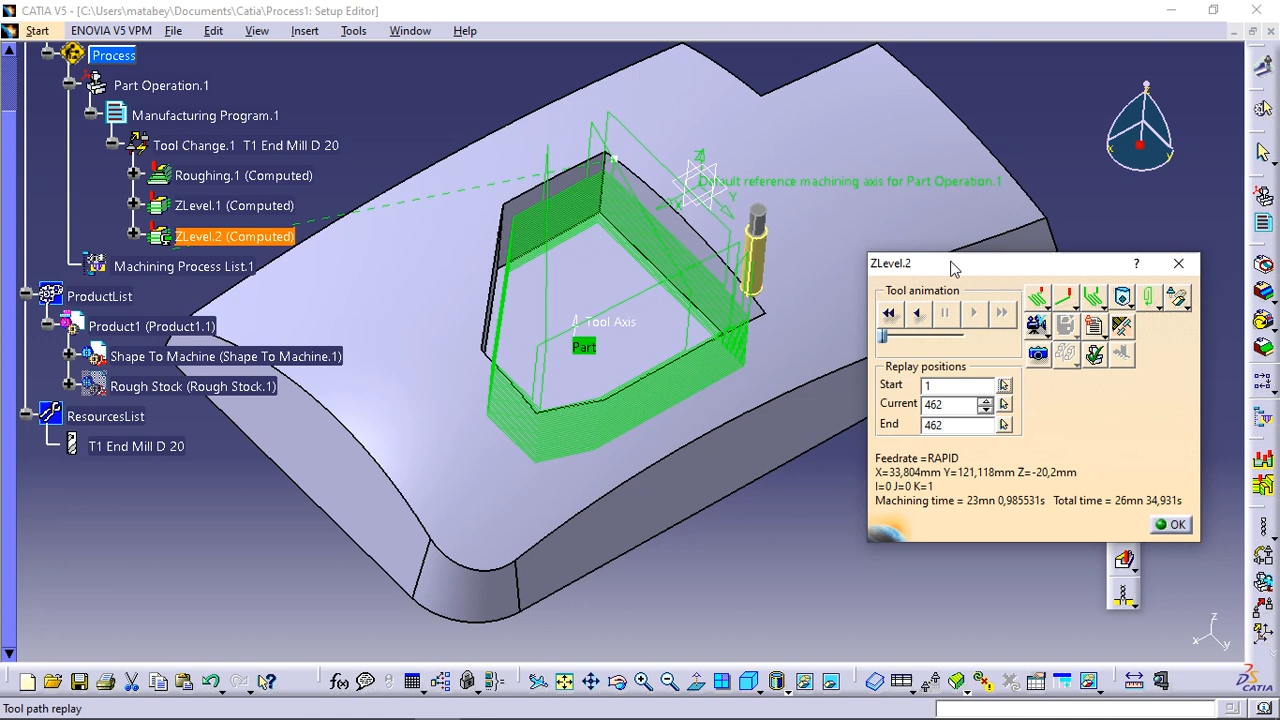 CATIA V5 - [C:\Users\matabey\Documents\Catia\Process1: Setup Editor]
Start ENOVIA V5 VPM File Edit View Insert Tools Window Help
Process
Part Operation.1
Manufacturing Program.1
Tool Change.1 T1 End Mill D 20
Roughing.1 (Computed)
ZLevel.1 (Computed)
ZLevel.2 (Computed)
Machining Process List.1
ProductList
Product1 (Product1.1)
Shape To Machine (Shape To Machine.1)
Rough Stock (Rough Stock.1)
ResourcesList
T1 End Mill D 20
Z
Default reference machining axis for Part Operation.1
X Y
Tool Axis
Part
z
x y
ZLevel.2 ?
Tool animation
Replay positions
Start 1
Current 462
End 462
Feedrate =RAPID
X=33,804mm Y=121,118mm Z=-20,2mm
I=0 J=0 K=1
Machining time = 23mn 0,985531s Total time = 26mn 34,931s
OK
z
x y
f(x)
CATIA
Tool path replay